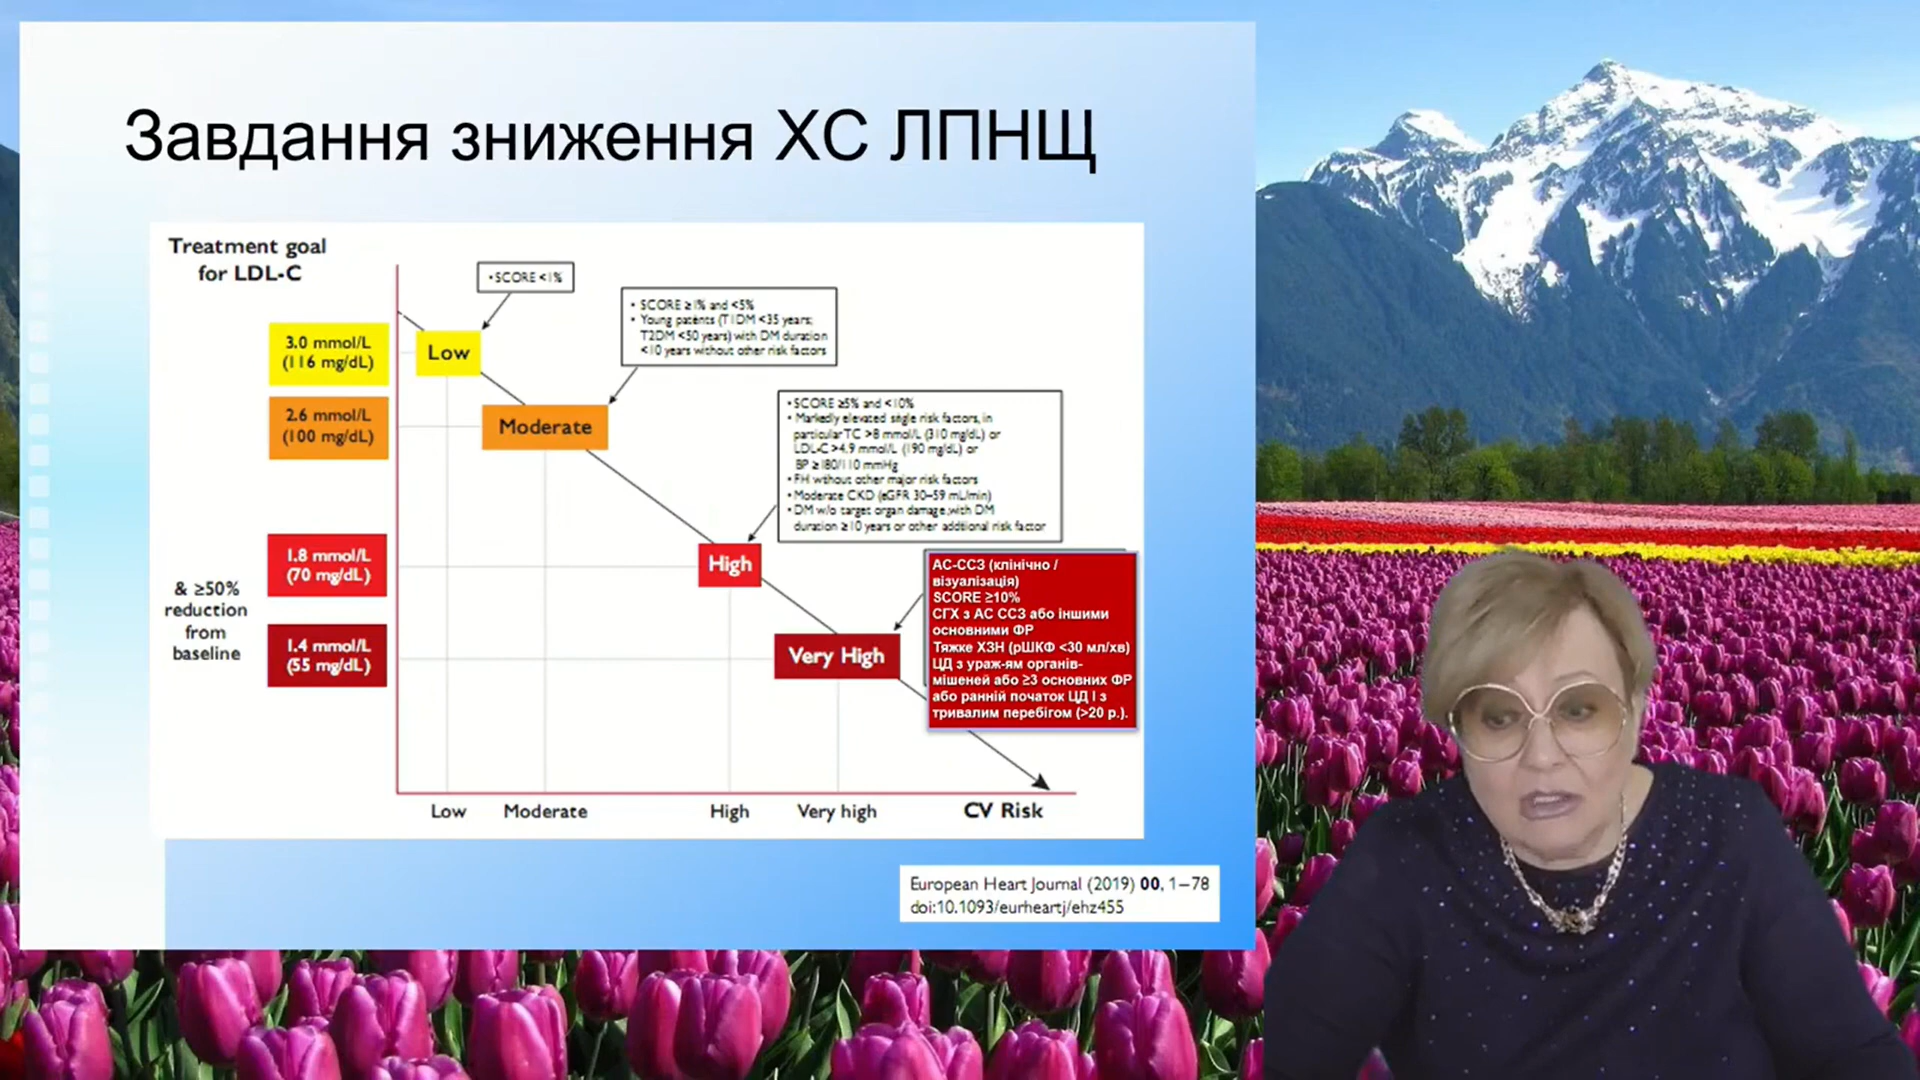 Завдання зниження ХС ЛПНЩ
Treatment goal
for LDL-C
3.0 mmol/L
(116 mg/dL)
2.6 mmol/L
(100 mg/dL)
1.8 mmol/L
(70 mg/dL)
1.4 mmol/L
(55 mg/dL)
& ≥50%
reduction
from
baseline
Low
•SCORE <1%
Moderate
• SCORE ≥1% and <5%
• Young patients (T1DM <35 years;
T2DM <50 years) with DM duration
<10 years without other risk factors
High
•SCORE ≥5% and <10%
• Markedly elevated single risk factors, in
particular TC >8 mmol/L (310 mg/dL) or
LDL-C >4.9 mmol/L (190 mg/dL) or
BP ≥180/110 mmHg
•FH without other major risk factors
•Moderate CKD (eGFR 30–59 mL/min)
•DM w/o target organ damage, with DM
duration ≥10 years or other additional risk factor
Very High
АС-ССЗ (клінічно /
візуалізація)
SCORE ≥10%
СГХ з АС ССЗ або іншими
основними ФР
Тяжке ХЗН (рШКФ <30 мл/хв)
ЦД з ураж-ям органів-
мішеней або ≥3 основних ФР
або ранній початок ЦД І з
тривалим перебігом (>20 р.).
Low
Moderate
High
Very high
CV Risk
European Heart Journal (2019) 00, 1–78
doi:10.1093/eurheartj/ehz455